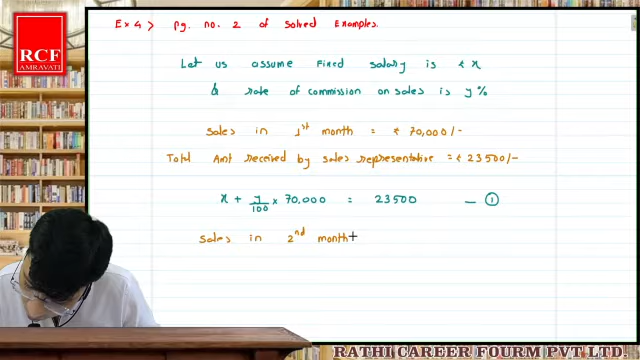 RCF
AMRAVATI
Ex 4 > Pg. no. 2 of Solved Examples.
Let us assume Fixed salary is ₹ x
& rate of commission on sales is y %
Sales in 1st month = ₹ 70,000/-
Total Amt received by sales representative = ₹ 23500/-
x + y/100 × 70,000 = 23500 — ①
Sales in 2nd month
RATHI CAREER FOURM PVT LTD.